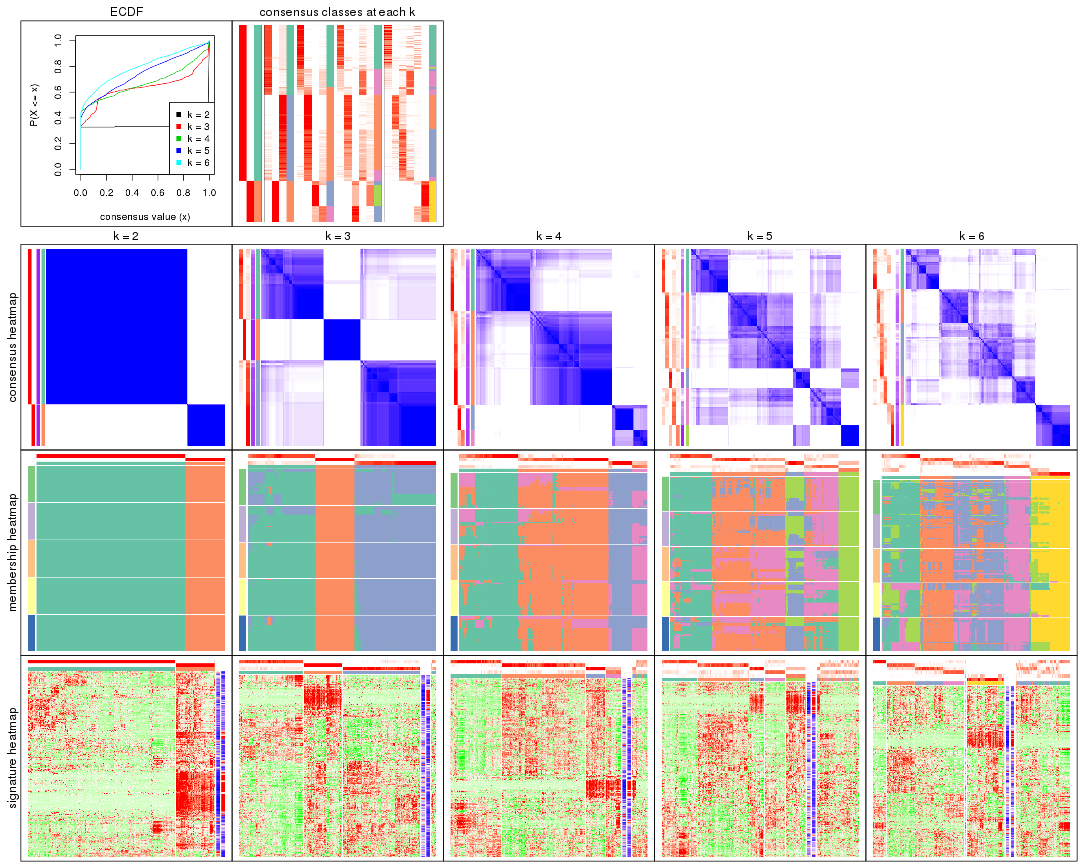 ECDF
consensus classes at each k
P(X <= x)
0.0 0.2 0.4 0.6 0.8 1.0
k = 2
k = 3
k = 4
k = 5
k = 6
0.0 0.2 0.4 0.6 0.8 1.0
consensus value (x)
k = 2 k = 3 k = 4 k = 5 k = 6
consensus heatmap
membership heatmap
signature heatmap